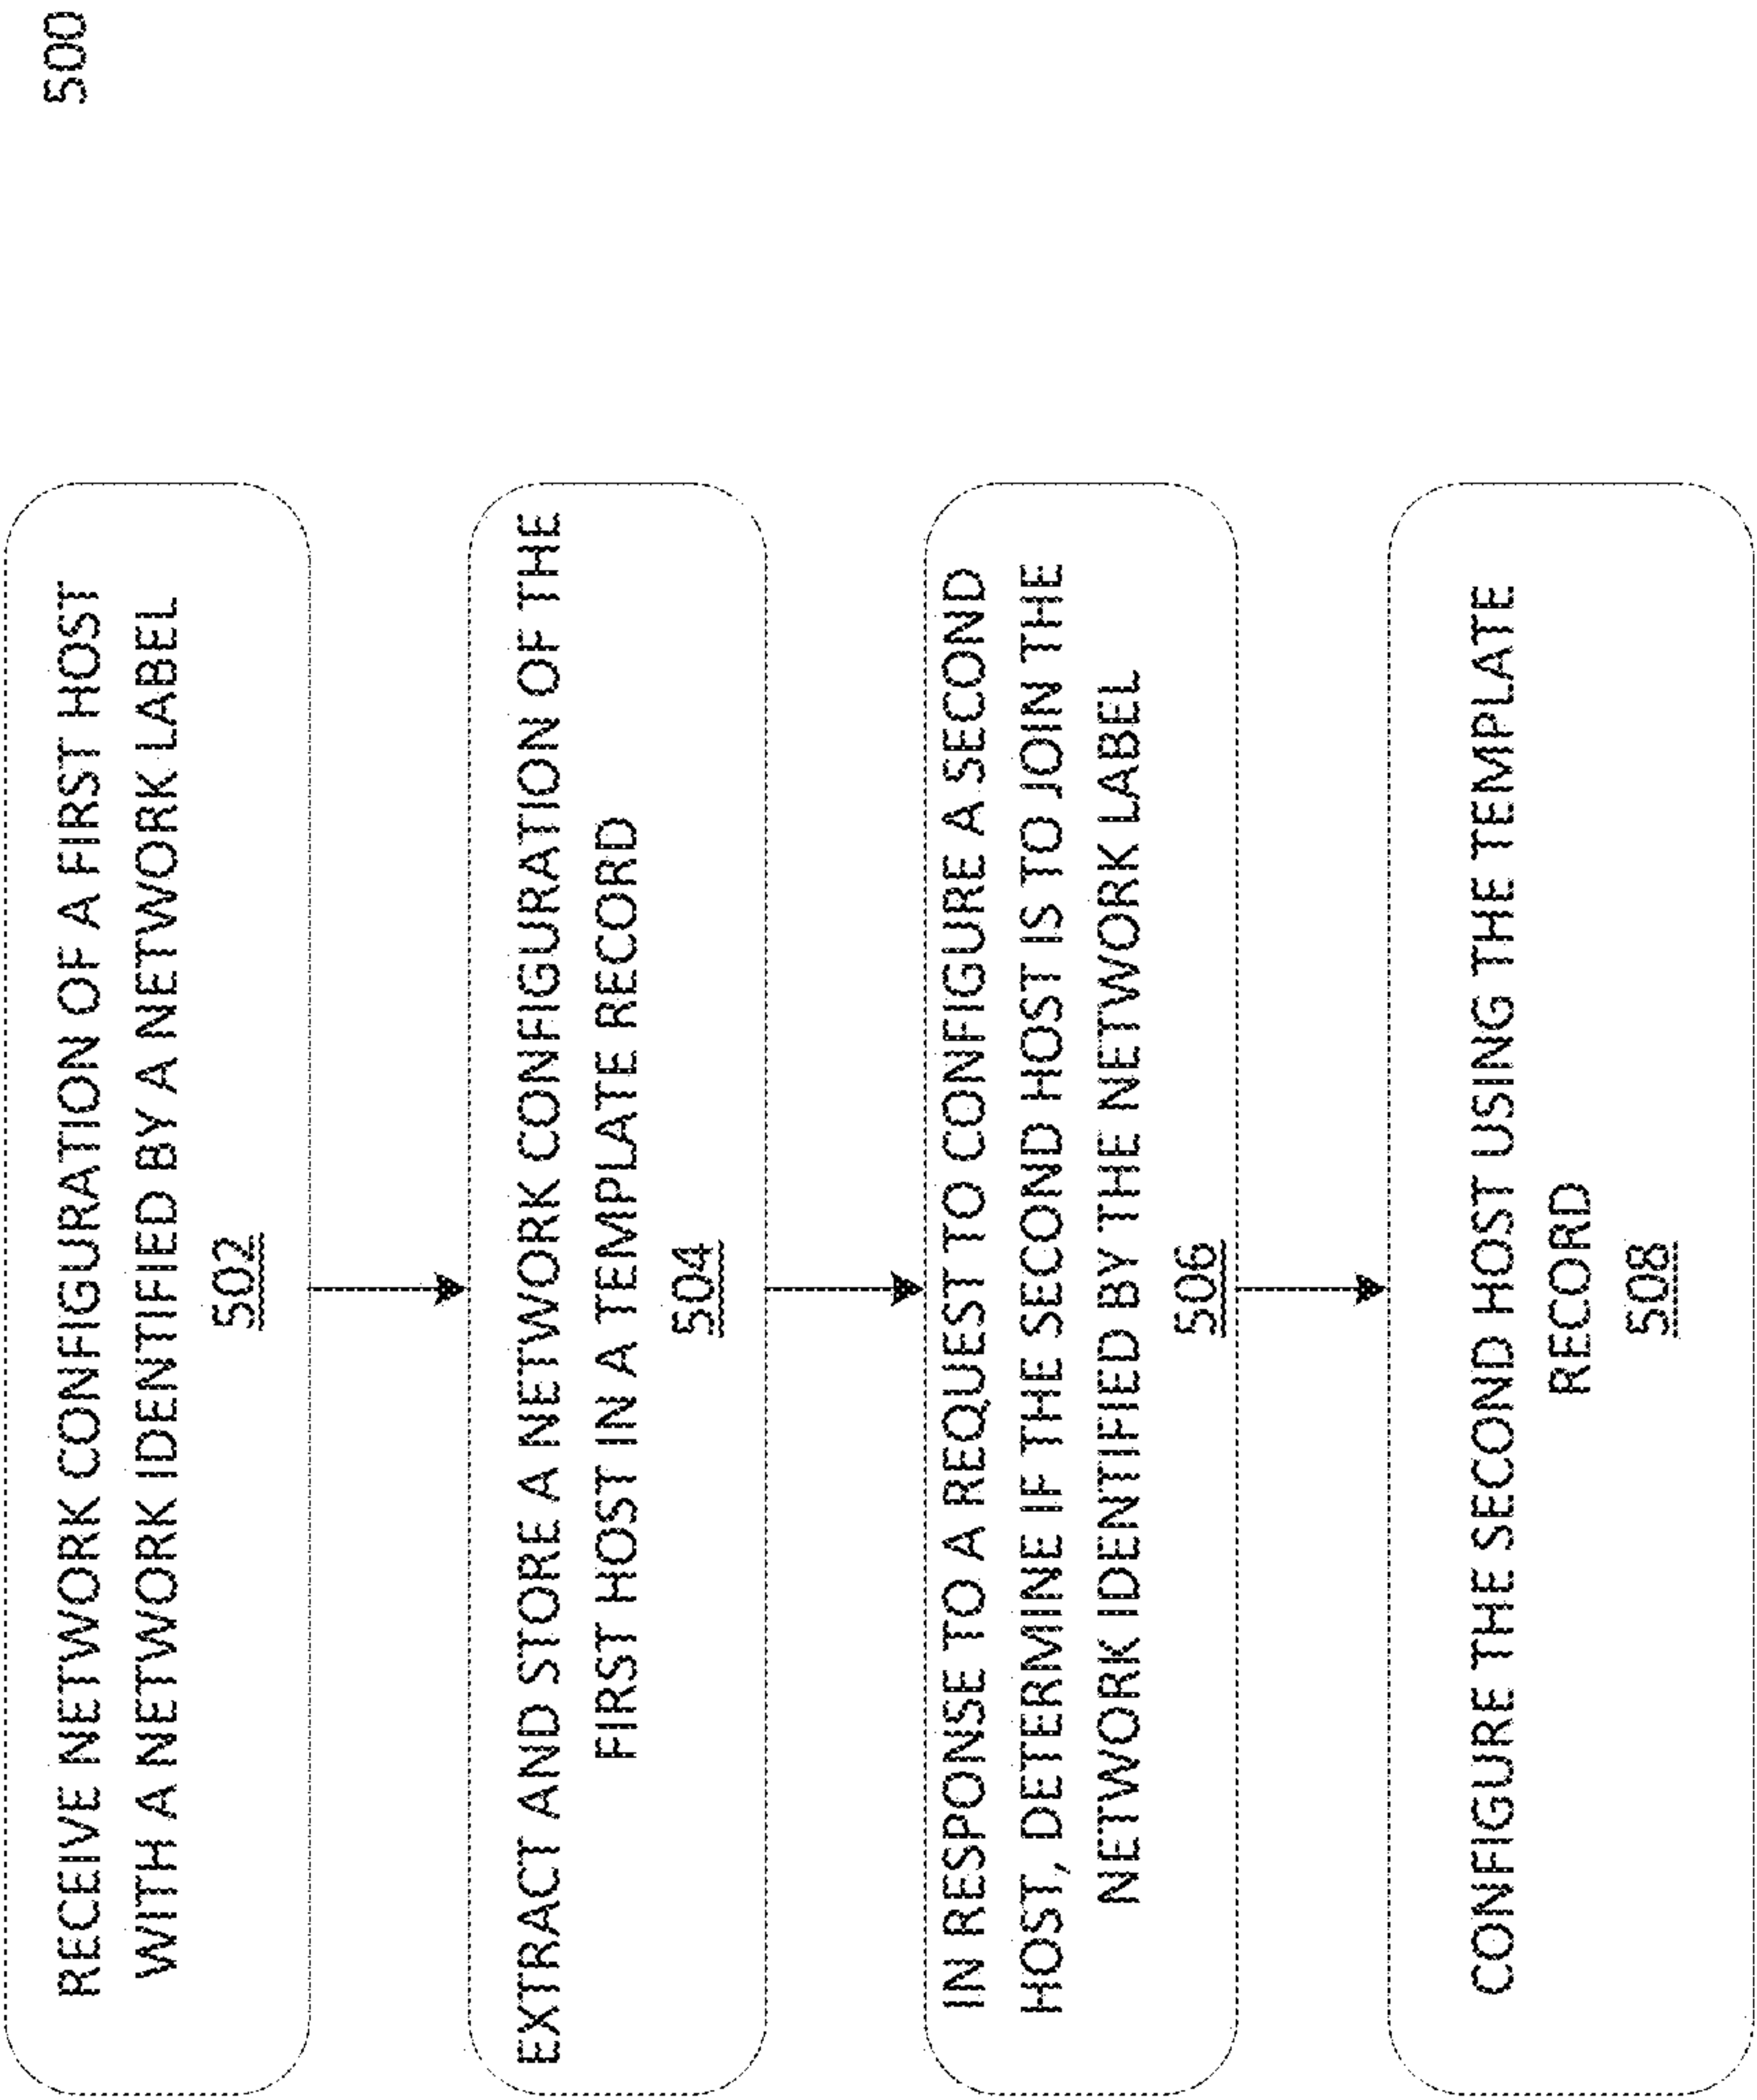 500
RECEIVE NETWORK CONFIGURATION OF A FIRST HOST
WITH A NETWORK IDENTIFIED BY A NETWORK LABEL
502
EXTRACT AND STORE A NETWORK CONFIGURATION OF THE
FIRST HOST IN A TEMPLATE RECORD
504
IN RESPONSE TO A REQUEST TO CONFIGURE A SECOND
HOST, DETERMINE IF THE SECOND HOST IS TO JOIN THE
NETWORK IDENTIFIED BY THE NETWORK LABEL
506
CONFIGURE THE SECOND HOST USING THE TEMPLATE
RECORD
508